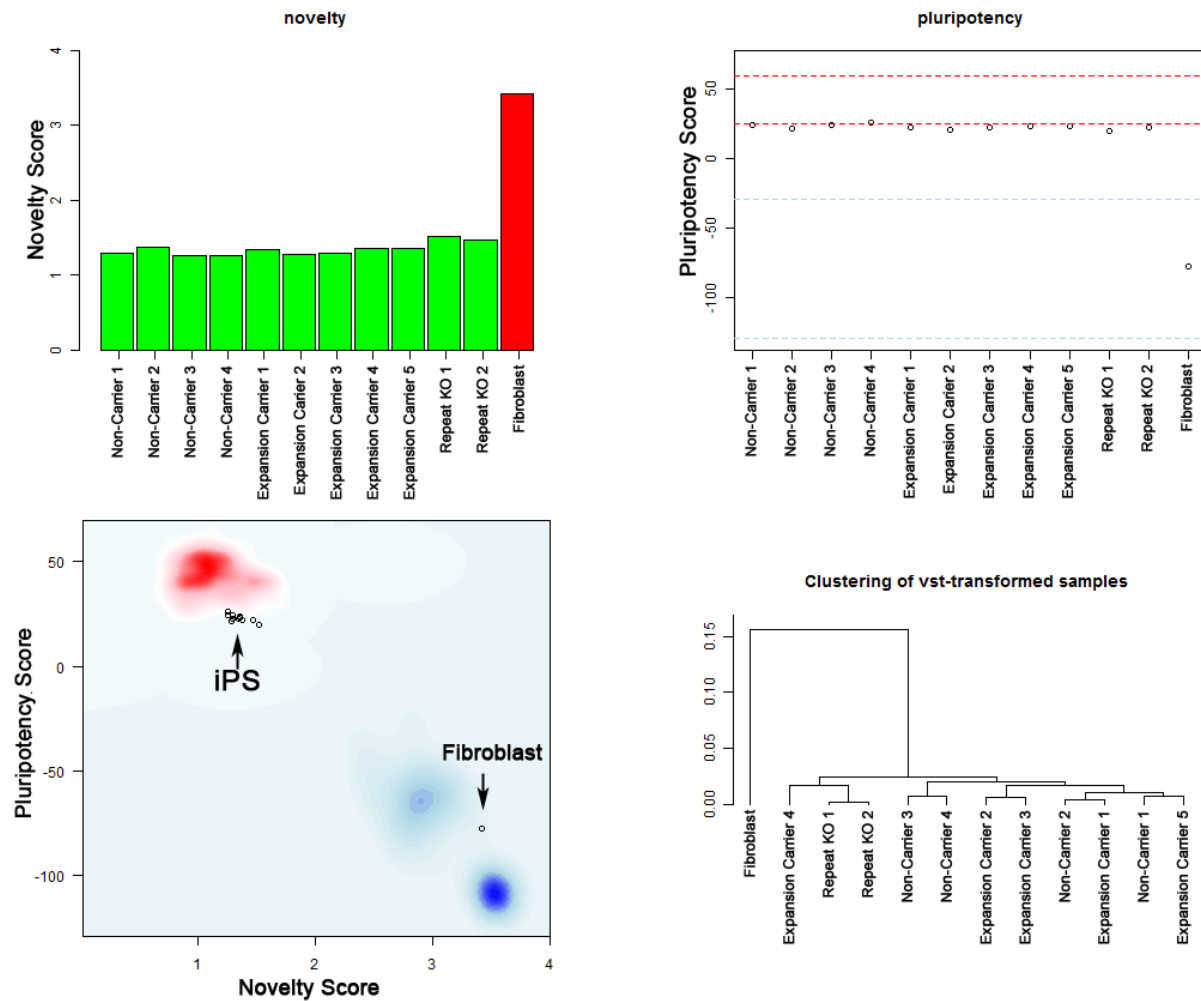 novelty
Novelty Score
4
3
2
1
0
Non-Carrier 1
Non-Carrier 2
Non-Carrier 3
Non-Carrier 4
Expansion Carrier 1
Expansion Carrier 2
Expansion Carrier 3
Expansion Carrier 4
Expansion Carrier 5
Repeat KO 1
Repeat KO 2
Fibroblast
pluripotency
Pluripotency Score
50
0
-50
-100
Non-Carrier 1
Non-Carrier 2
Non-Carrier 3
Non-Carrier 4
Expansion Carrier 1
Expansion Carrier 2
Expansion Carrier 3
Expansion Carrier 4
Expansion Carrier 5
Repeat KO 1
Repeat KO 2
Fibroblast
Pluripotency Score
50
0
-50
-100
iPS
Fibroblast
1
2
3
4
Novelty Score
Clustering of vst-transformed samples
0.15
0.10
0.05
0.00
Fibroblast
Expansion Carrier 4
Repeat KO 1
Repeat KO 2
Non-Carrier 3
Non-Carrier 4
Expansion Carrier 2
Expansion Carrier 3
Non-Carrier 2
Expansion Carrier 1
Non-Carrier 1
Expansion Carrier 5